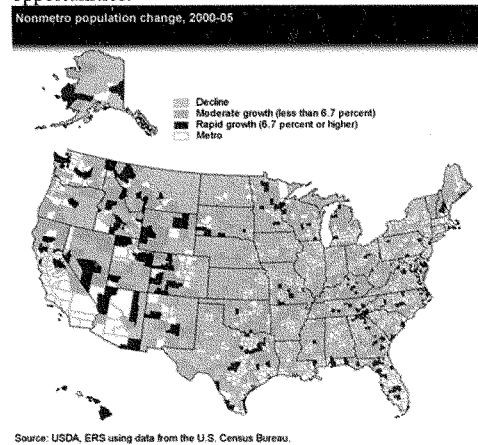 Nonmetro population change, 2000-05
Decline
Moderate growth (less than 6.7 percent)
Rapid growth (6.7 percent or higher)
Metro
Source: USDA, ERS using data from the U.S. Census Bureau.